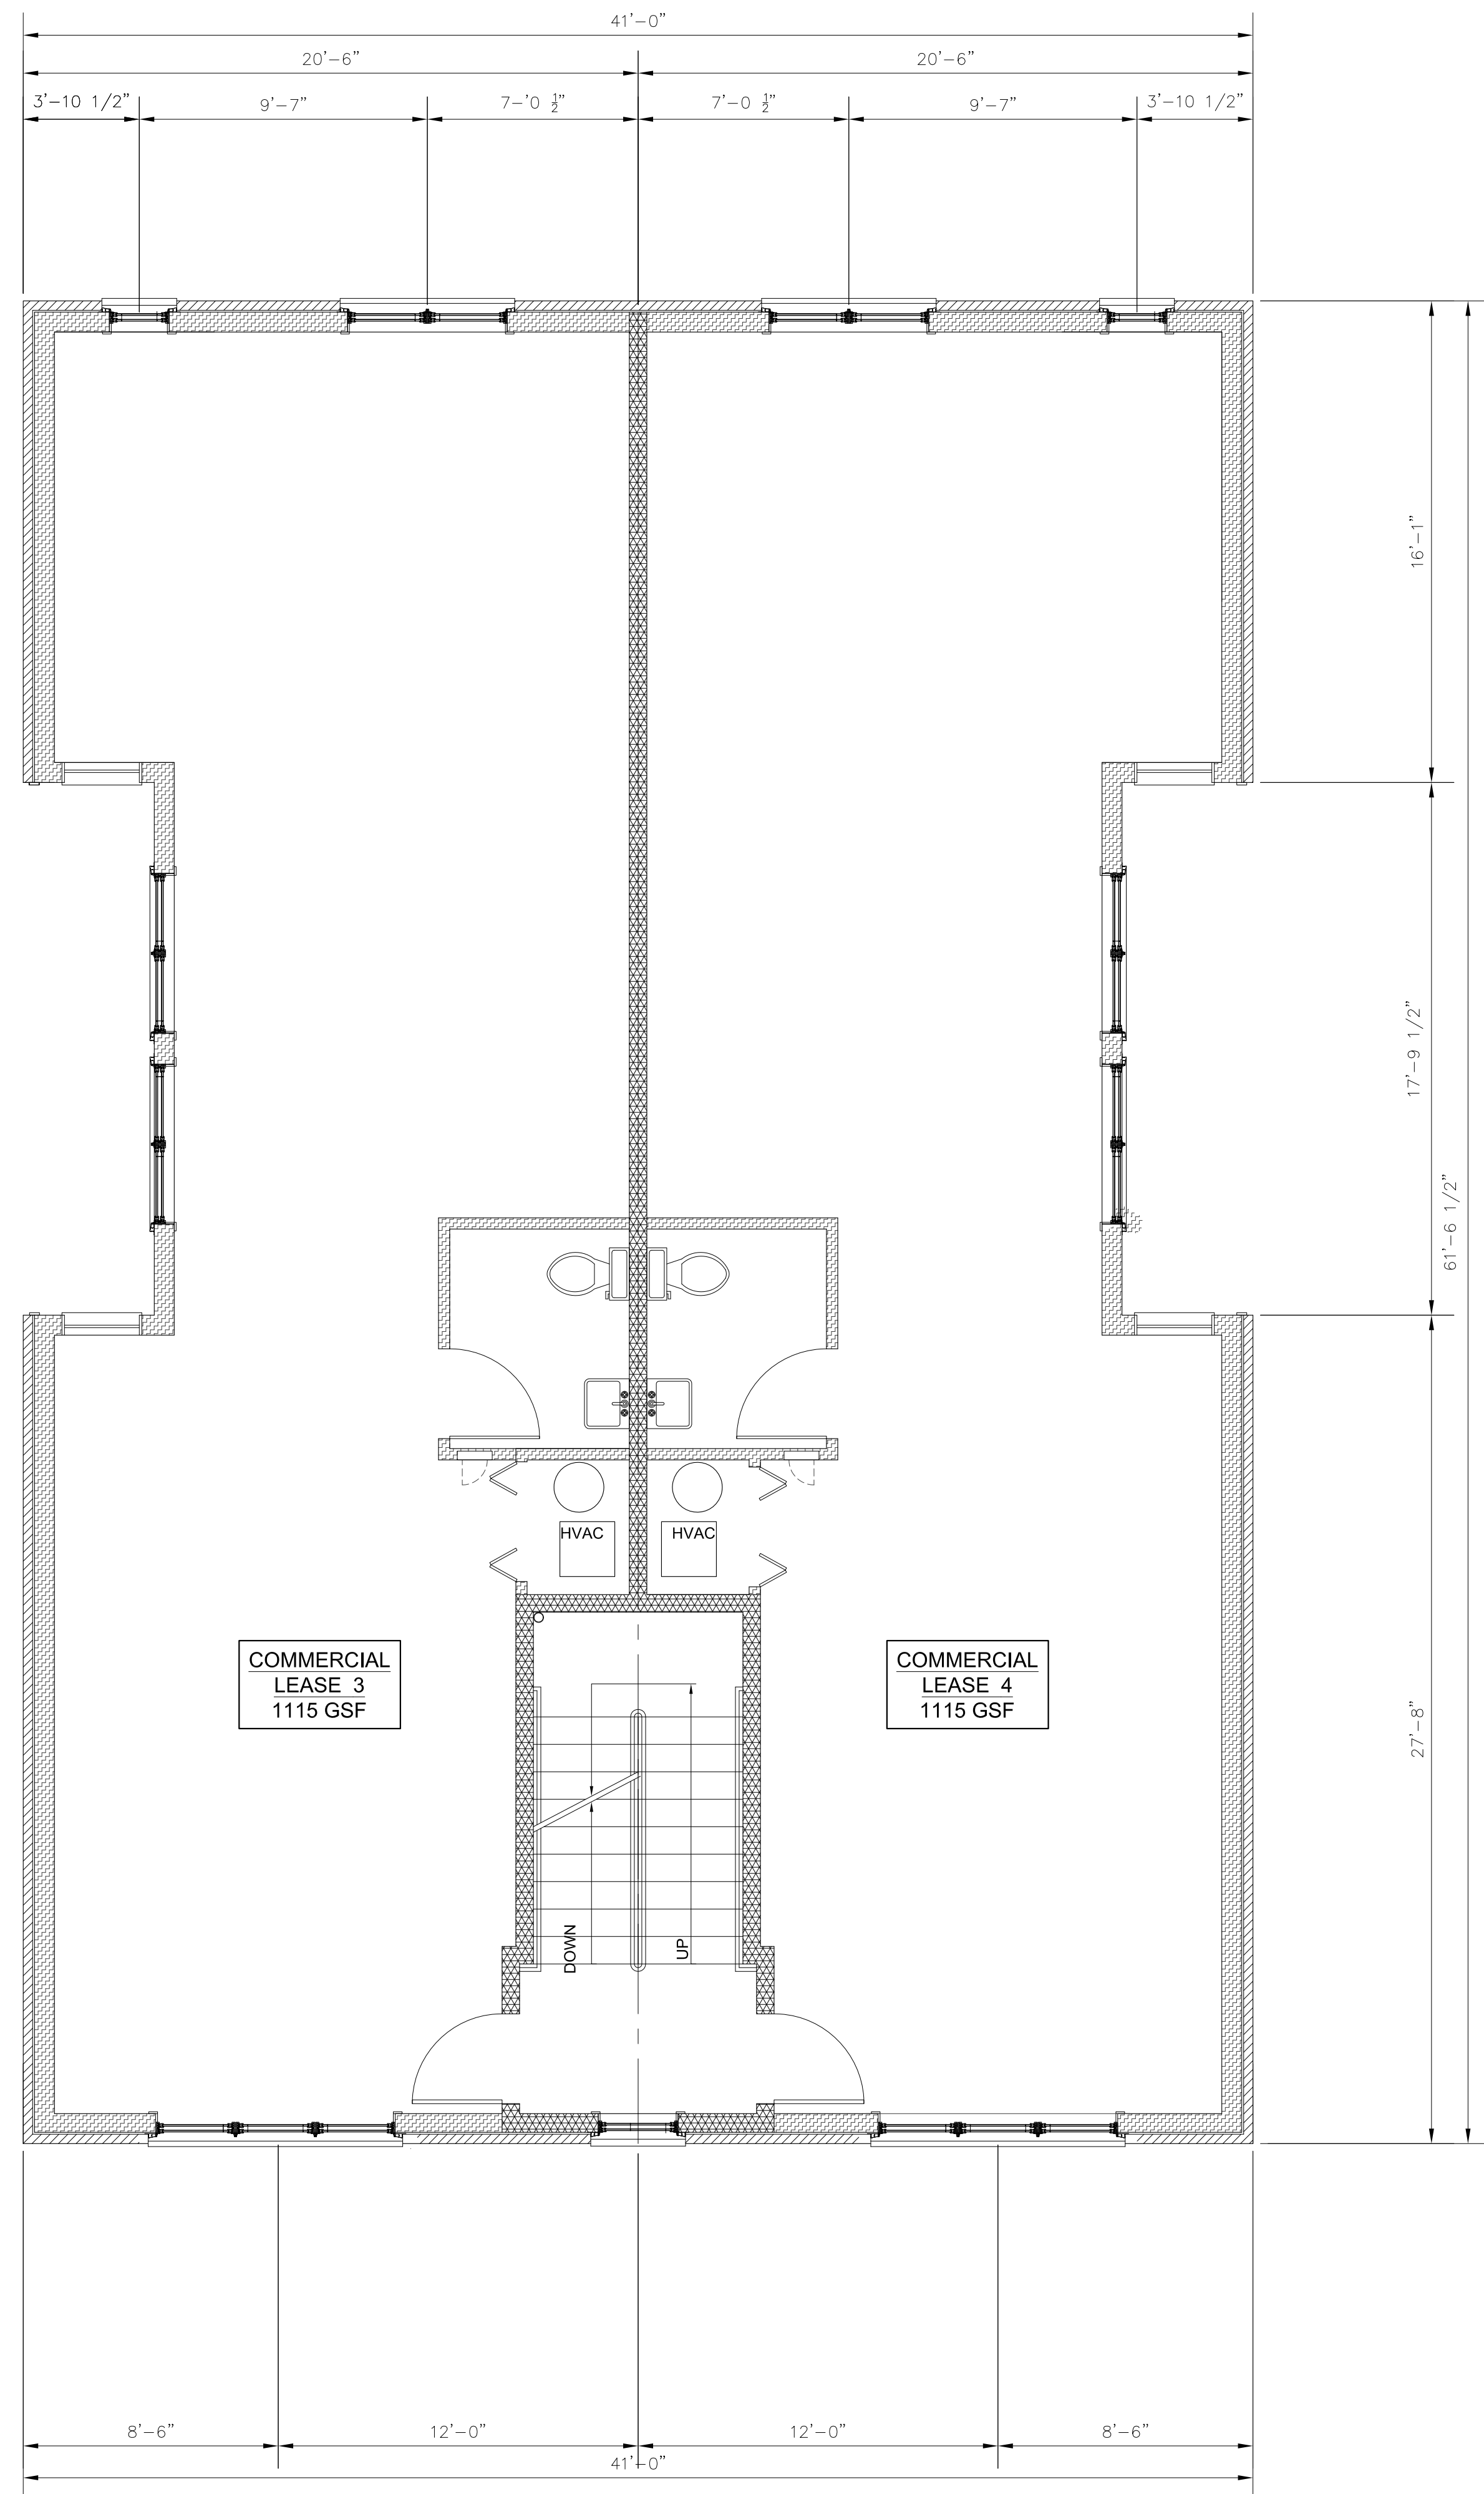 41'-0"
20'-6" 20'-6"
3'-10 1/2" 9'-7" 7-'0 ½" 7'-0 ½" 9'-7" 3'-10 1/2"
16'-1"
17'-9 1/2"
61'-6 1/2"
HVAC HVAC
COMMERCIAL
LEASE 3
1115 GSF
COMMERCIAL
LEASE 4
1115 GSF
27'-8"
DOWN
UP
8'-6" 12'-0" 12'-0" 8'-6"
41'-0"